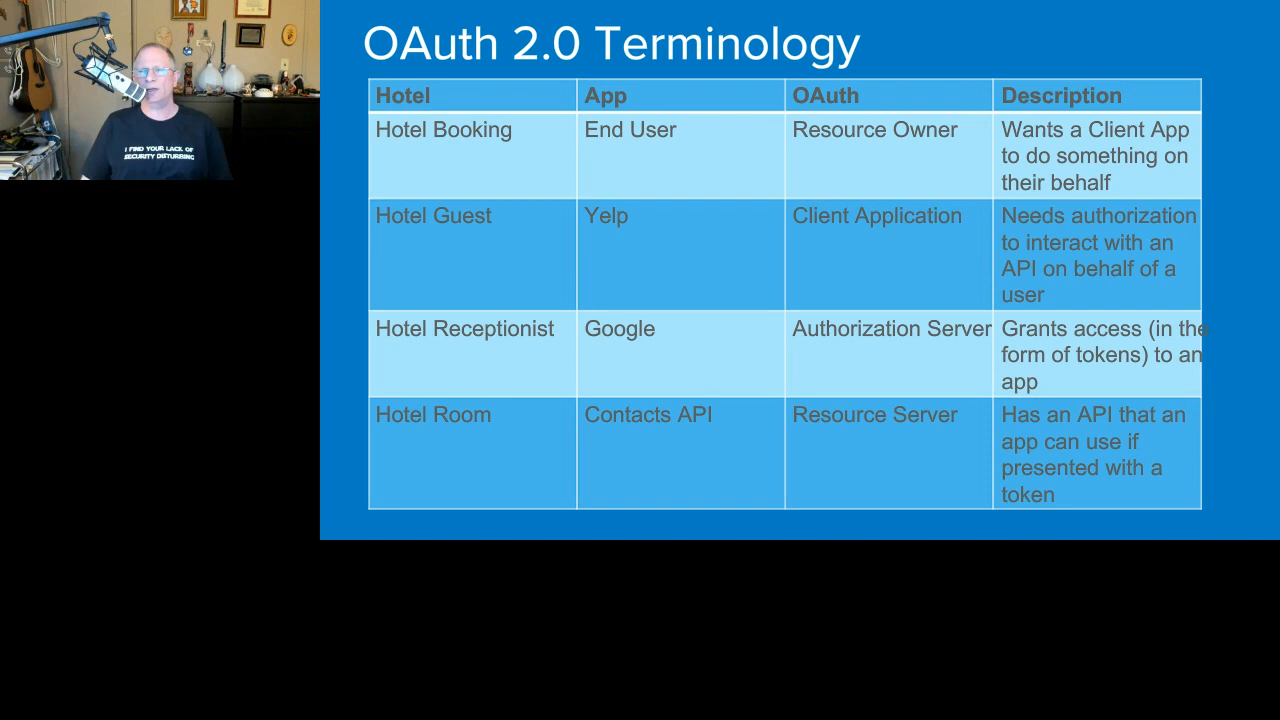 I FIND YOUR LACK OF
SECURITY DISTURBING
OAuth 2.0 Terminology
Hotel App OAuth Description
Hotel Booking End User Resource Owner Wants a Client App
to do something on
their behalf
Hotel Guest Yelp Client Application Needs authorization
to interact with an
API on behalf of a
user
Hotel Receptionist Google Authorization Server Grants access (in the
form of tokens) to an
app
Hotel Room Contacts API Resource Server Has an API that an
app can use if
presented with a
token